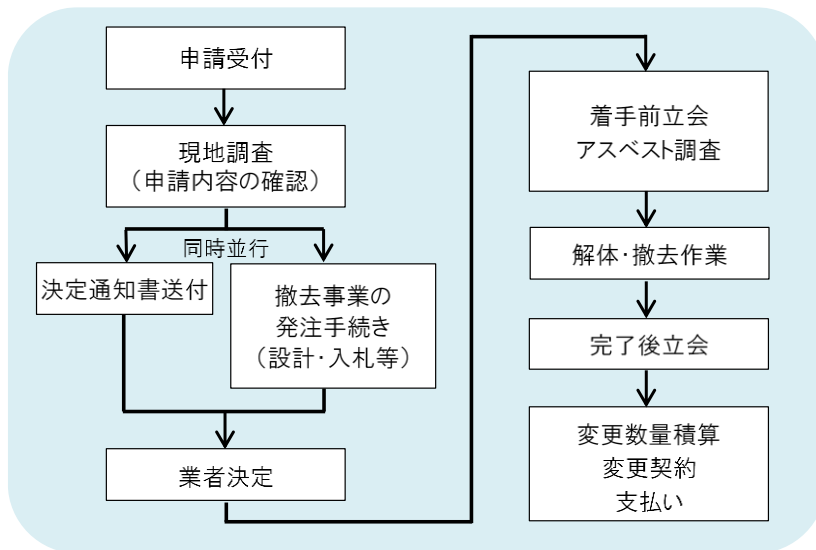 申請受付
現地調査
（申請内容の確認）
同時並行
決定通知書送付
撤去事業の
発注手続き
（設計・入札等）
業者決定
着手前立会
アスベスト調査
解体・撤去作業
完了後立会
変更数量積算
変更契約
支払い